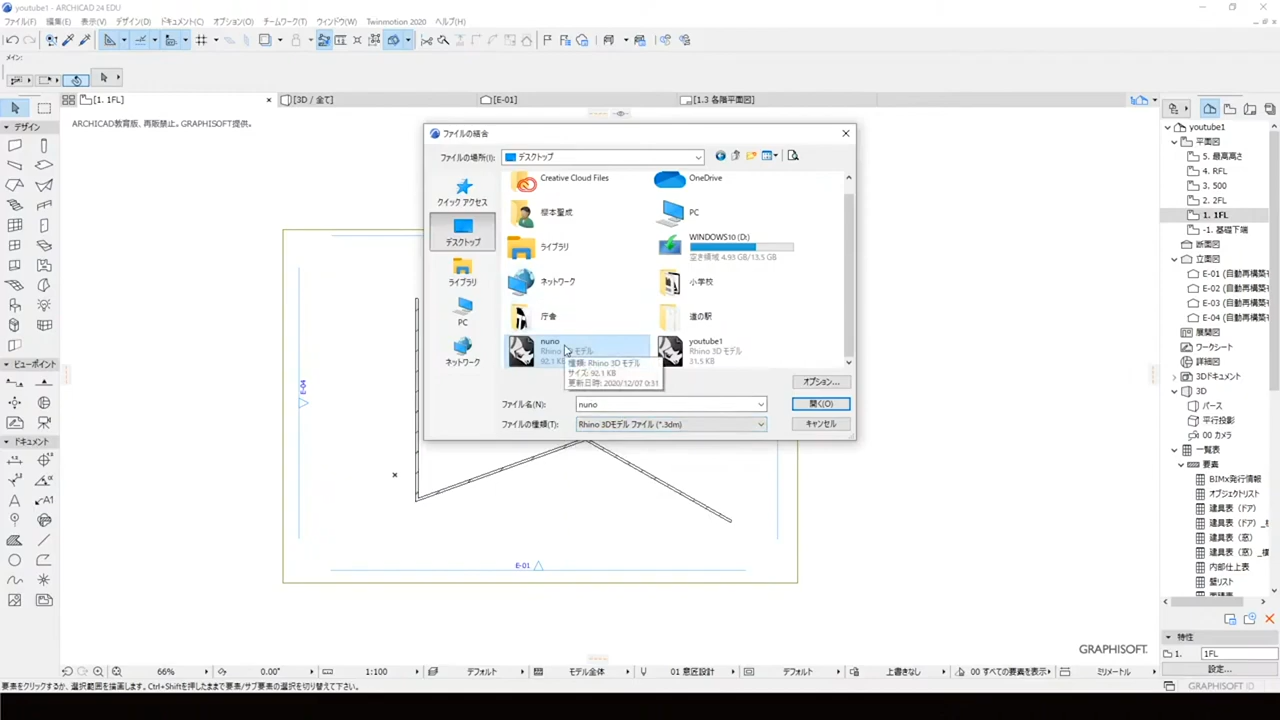 youtube1 - ARCHICAD 24 EDU
ファイル(F) 編集(E) 表示(V) デザイン(D) ドキュメント(C) オプション(O) チームワーク(T) ウィンドウ(W) Twinmotion 2020 ヘルプ(H)
メイン:
[1. 1FL]
[3D / 全て]
[E-01]
[1.3 各階平面図]
ARCHICAD教育版、再販禁止。GRAPHISOFT提供。
デザイン
ビューポイント
ドキュメント
ファイルの結合
ファイルの場所(I):
デスクトップ
クイック アクセス
デスクトップ
ライブラリ
PC
ネットワーク
Creative Cloud Files
OneDrive
PC
ライブラリ
WINDOWS10 (D:)
空き領域 4.93 GB/13.5 GB
ネットワーク
小学校
庁舎
道の駅
nuno
youtube1
Rhino 3D モデル
31.5 KB
種類: Rhino 3D モデル
サイズ: 92.1 KB
更新日時: 2020/12/07 0:31
オプション...
ファイル名(N):
nuno
開く(O)
ファイルの種類(T):
Rhino 3Dモデル ファイル (*.3dm)
キャンセル
E-04
E-01
youtube1
平面図
5. 最高高さ
4. RFL
3. 500
2. 2FL
1. 1FL
-1. 基礎下端
断面図
立面図
E-01 (自動再構築
E-02 (自動再構築
E-03 (自動再構築
E-04 (自動再構築
展開図
ワークシート
詳細図
3Dドキュメント
3D
パース
平行投影
00 カメラ
一覧表
要素
BIMx発行情報
オブジェクトリスト
建具表 (ドア)
建具表 (ドア)_
建具表 (窓)
建具表 (窓)_
内部仕上表
壁リスト
GRAPHISOFT.
特性
1.
1FL
設定...
66%
0.00°
1:100
デフォルト
モデル全体
01 意匠設計
デフォルト
上書きなし
00 すべての要素を表示
ミリメートル
要素をクリックするか、選択範囲を描画します。Ctrl+Shiftを押したままで要素/サブ要素の選択を切り替えて下さい。
GRAPHISOFT ID